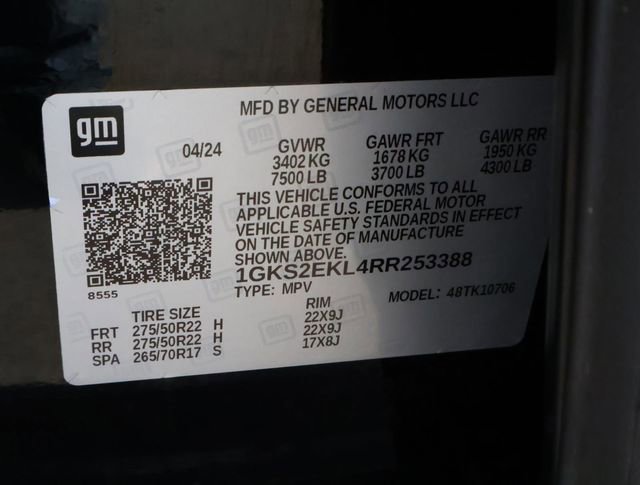 gm
MFD BY GENERAL MOTORS LLC
04/24 GVWR GAWR FRT GAWR RR
3402 KG 1678 KG 1950 KG
7500 LB 3700 LB 4300 LB
THIS VEHICLE CONFORMS TO ALL
APPLICABLE U.S. FEDERAL MOTOR
VEHICLE SAFETY STANDARDS IN EFFECT
ON THE DATE OF MANUFACTURE
SHOWN ABOVE.
1GKS2EKL4RR253388
8555 TYPE: MPV MODEL: 48TK10706
TIRE SIZE RIM
FRT 275/50R22 H 22X9J
RR 275/50R22 H 22X9J
SPA 265/70R17 S 17X8J